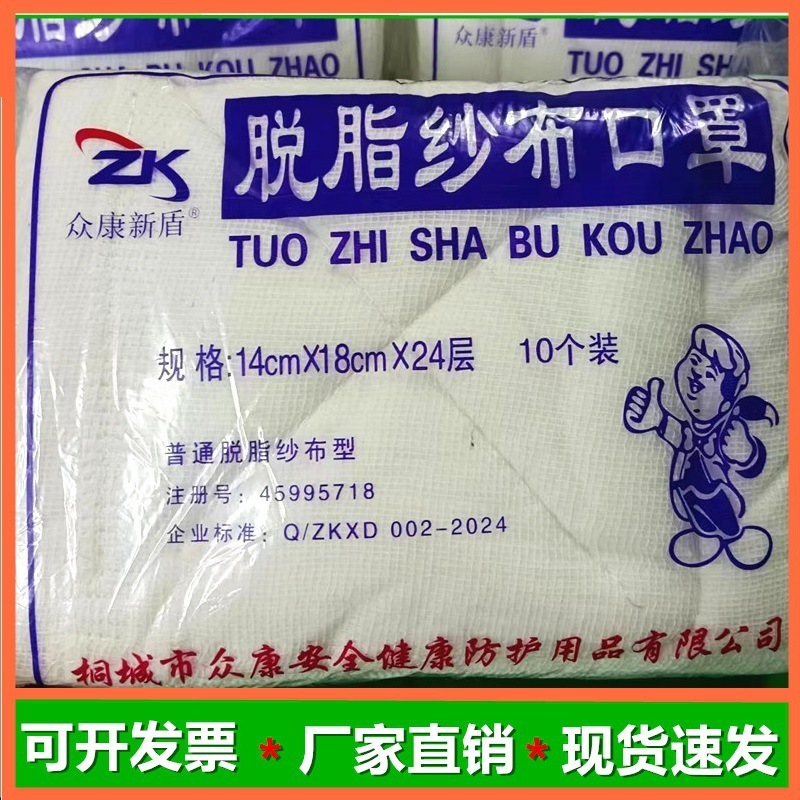 SHA BU KOU ZHAO
众康新盾®
TUO ZHI SHA
ZK
众康新盾®
脱脂纱布口罩
TUO ZHI SHA BU KOU ZHAO
规格:14cmX18cmX24层 10个装
普通脱脂纱布型
注册号：45995718
企业标准：Q/ZKXD 002-2024
桐城市众康安全健康防护用品有限公司
可开发票*厂家直销*现货速发